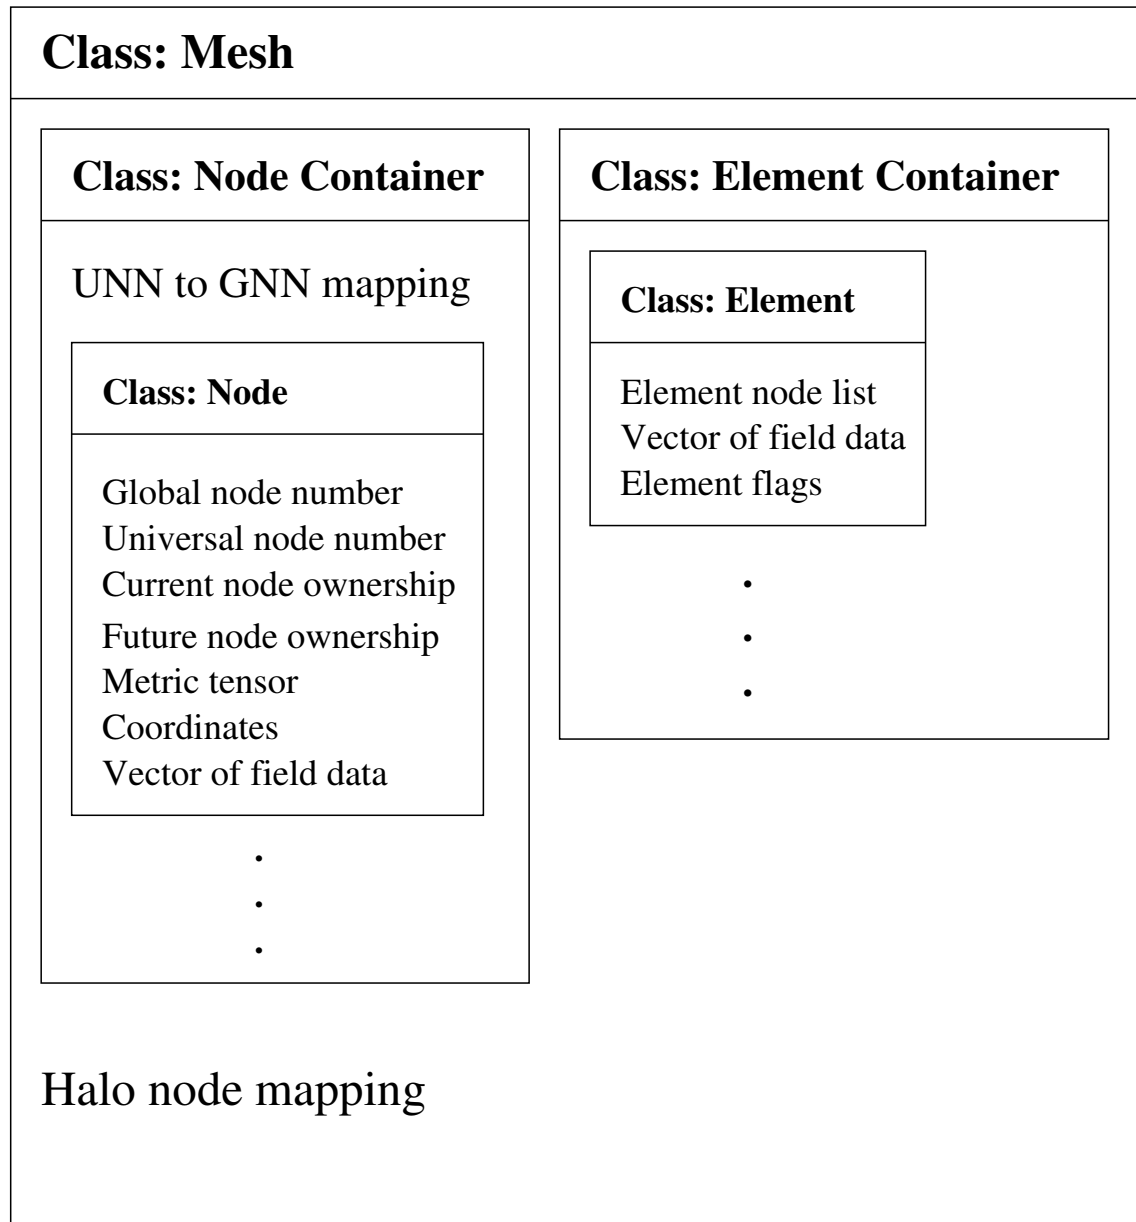 Class: Mesh
Class: Node Container
UNN to GNN mapping
Class: Node
Global node number
Universal node number
Current node ownership
Future node ownership
Metric tensor
Coordinates
Vector of field data
.
.
.
Class: Element Container
Class: Element
Element node list
Vector of field data
Element flags
.
.
.
Halo node mapping